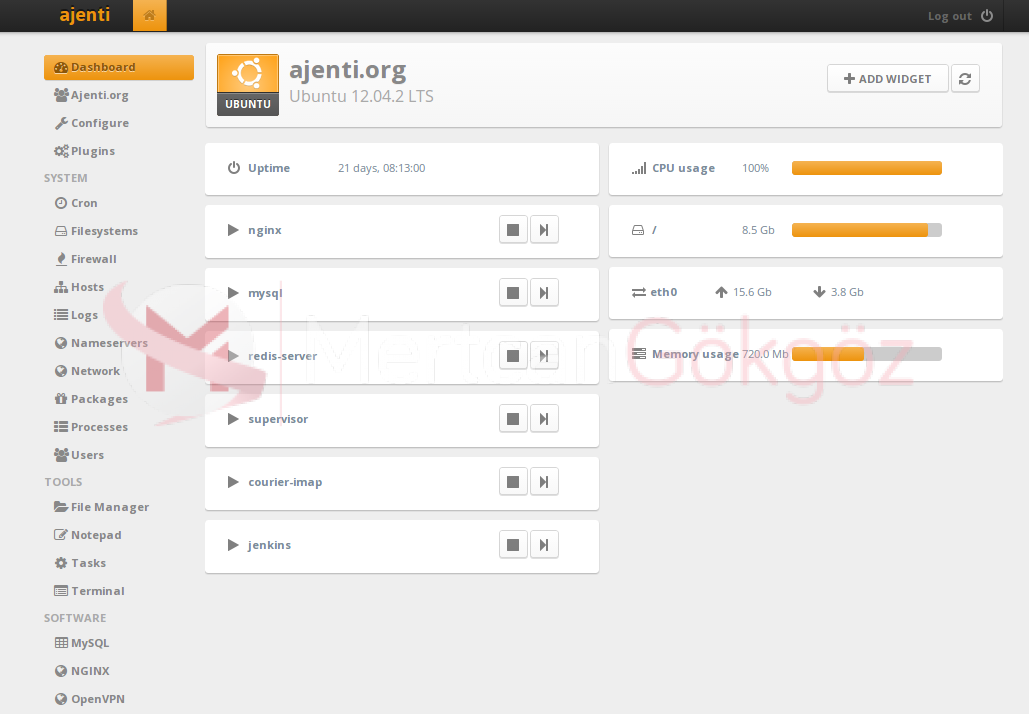 ajenti
Log out
Dashboard
Ajenti.org
Configure
Plugins
SYSTEM
Cron
Filesystems
Firewall
Hosts
Logs
Nameservers
Network
Packages
Processes
Users
TOOLS
File Manager
Notepad
Tasks
Terminal
SOFTWARE
MySQL
NGINX
OpenVPN
UBUNTU
ajenti.org
Ubuntu 12.04.2 LTS
ADD WIDGET
Uptime 21 days, 08:13:00
nginx
mysql
redis-server
supervisor
courier-imap
jenkins
CPU usage 100%
/ 8.5 Gb
eth0 15.6 Gb 3.8 Gb
Memory usage 720.0 Mb
Mertcan Gökgöz